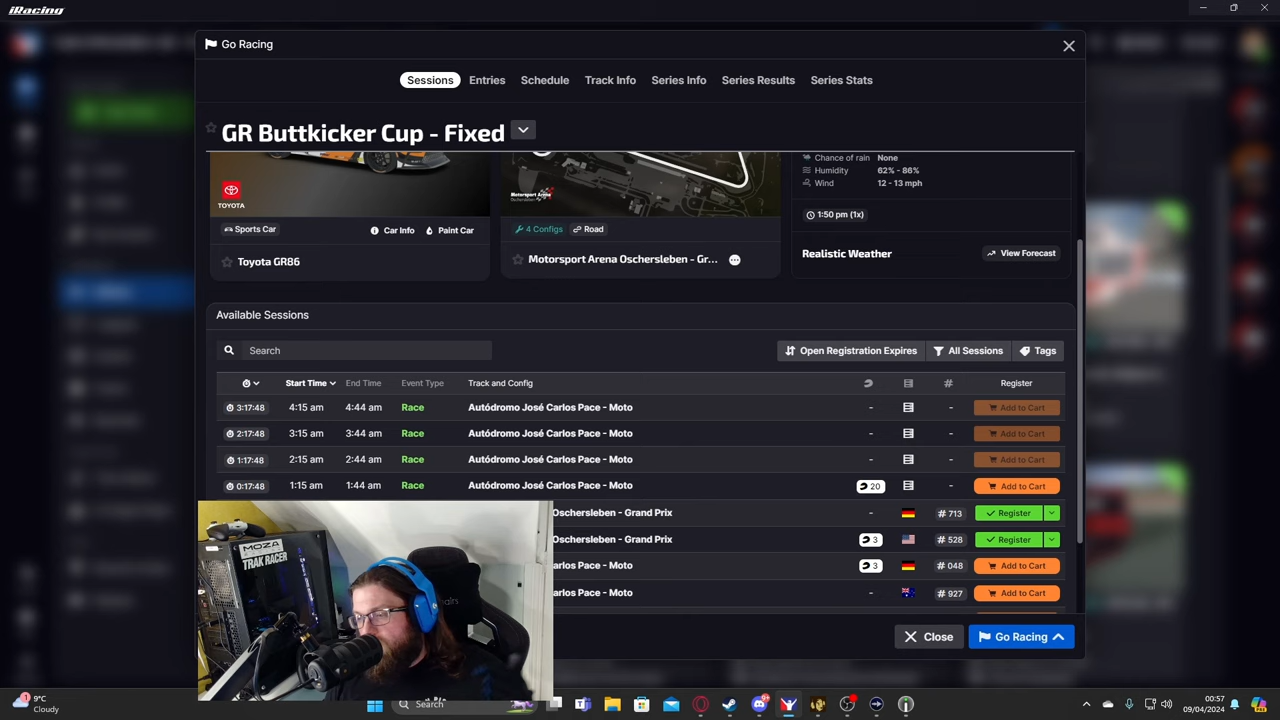 iRacing
Go Racing
Sessions Entries Schedule Track Info Series Info Series Results Series Stats
GR Buttkicker Cup - Fixed
Chance of rain None
Humidity 62% - 86%
Wind 12 - 13 mph
TOYOTA
Motorsport Arena
Oschersleben
1:50 pm (1x)
Sports Car Car Info Paint Car
4 Configs Road
Realistic Weather View Forecast
Toyota GR86
Motorsport Arena Oschersleben - Gr...
Available Sessions
Search
Open Registration Expires All Sessions Tags
Start Time End Time Event Type Track and Config # Register
3:17:48 4:15 am 4:44 am Race Autódromo José Carlos Pace - Moto - - Add to Cart
2:17:48 3:15 am 3:44 am Race Autódromo José Carlos Pace - Moto - - Add to Cart
1:17:48 2:15 am 2:44 am Race Autódromo José Carlos Pace - Moto - - Add to Cart
0:17:48 1:15 am 1:44 am Race Autódromo José Carlos Pace - Moto 20 - Add to Cart
Oschersleben - Grand Prix - # 713 Register
Oschersleben - Grand Prix 3 # 528 Register
Carlos Pace - Moto 3 # 048 Add to Cart
Carlos Pace - Moto - # 927 Add to Cart
MOZA
TRAK RACER
Close Go Racing
1
9°C
Cloudy
Search
9+
00:57
09/04/2024